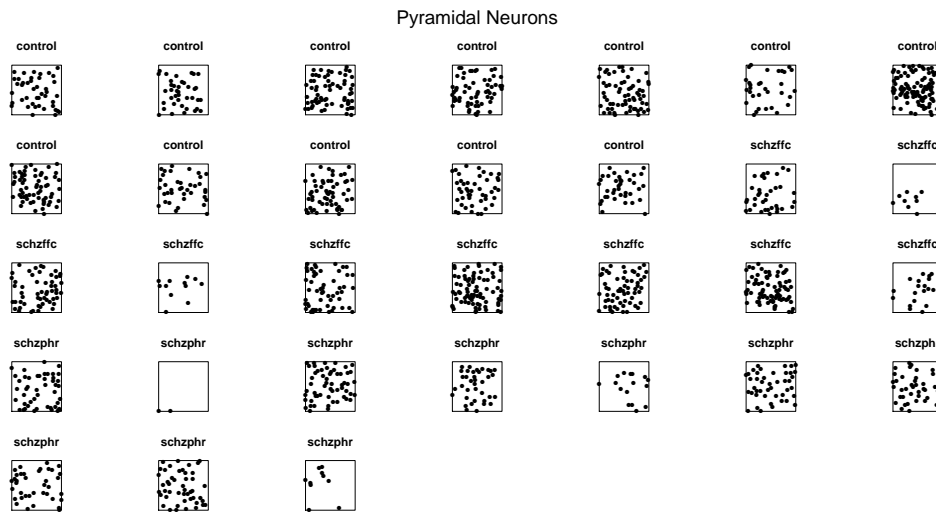 Pyramidal Neurons
control control control control control control control
control control control control control schzffc schzffc
schzffc schzffc schzffc schzffc schzffc schzffc schzffc
schzphr schzphr schzphr schzphr schzphr schzphr schzph
schzphr schzphr schzphr